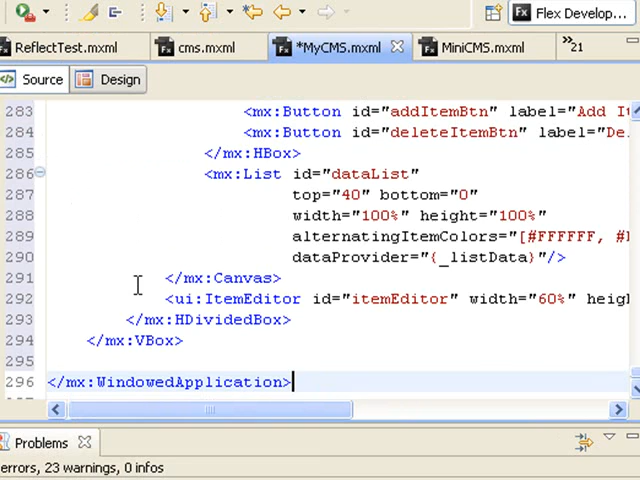 Flex Develop...
ReflectTest.mxml
cms.mxml
*MyCMS.mxml
MiniCMS.mxml
»21
Source
Design
283 <mx:Button id="addItemBtn" label="Add It
284 <mx:Button id="deleteItemBtn" label="De
285 </mx:HBox>
286 <mx:List id="dataList"
287 top="40" bottom="0"
288 width="100%" height="100%"
289 alternatingItemColors="[#FFFFFF, #
290 dataProvider="{_listData}"/>
291 </mx:Canvas>
292 <ui:ItemEditor id="itemEditor" width="60%" heigh
293 </mx:HDividedBox>
294 </mx:VBox>
295
296 </mx:WindowedApplication>
Problems
errors, 23 warnings, 0 infos